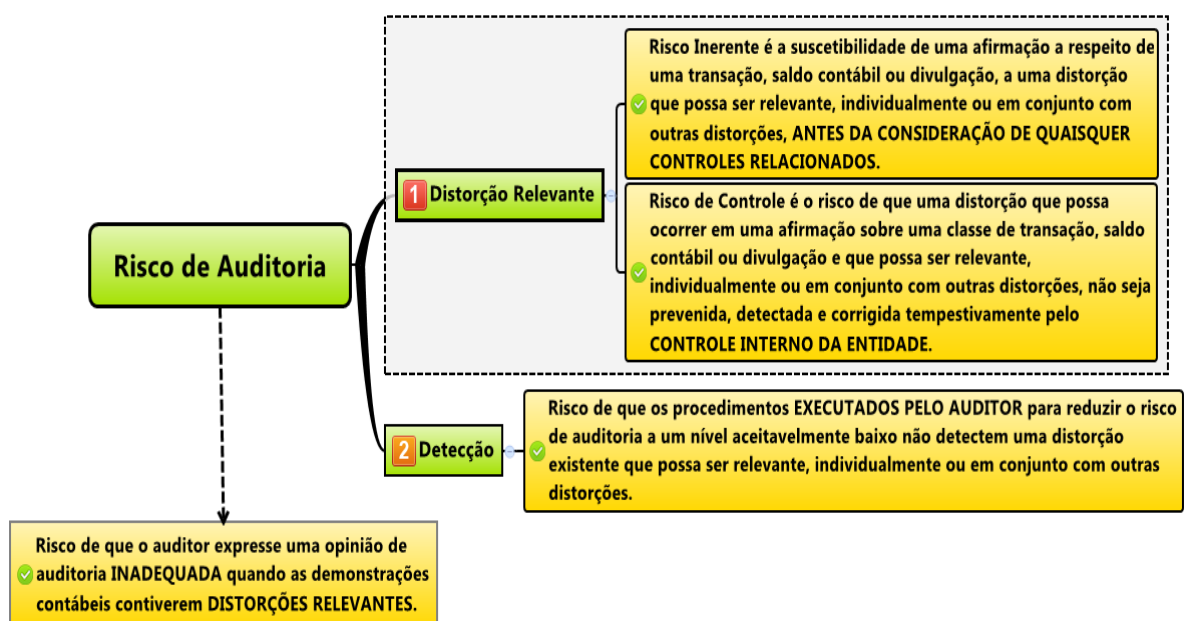 Risco de Auditoria
1 Distorção Relevante
Risco Inerente é a suscetibilidade de uma afirmação a respeito de
uma transação, saldo contábil ou divulgação, a uma distorção
que possa ser relevante, individualmente ou em conjunto com
outras distorções, ANTES DA CONSIDERAÇÃO DE QUAISQUER
CONTROLES RELACIONADOS.
Risco de Controle é o risco de que uma distorção que possa
ocorrer em uma afirmação sobre uma classe de transação, saldo
contábil ou divulgação e que possa ser relevante,
individualmente ou em conjunto com outras distorções, não seja
prevenida, detectada e corrigida tempestivamente pelo
CONTROLE INTERNO DA ENTIDADE.
2 Detecção
Risco de que os procedimentos EXECUTADOS PELO AUDITOR para reduzir o risco
de auditoria a um nível aceitavelmente baixo não detectem uma distorção
existente que possa ser relevante, individualmente ou em conjunto com outras
distorções.
Risco de que o auditor expresse uma opinião de
auditoria INADEQUADA quando as demonstrações
contábeis contiverem DISTORÇÕES RELEVANTES.